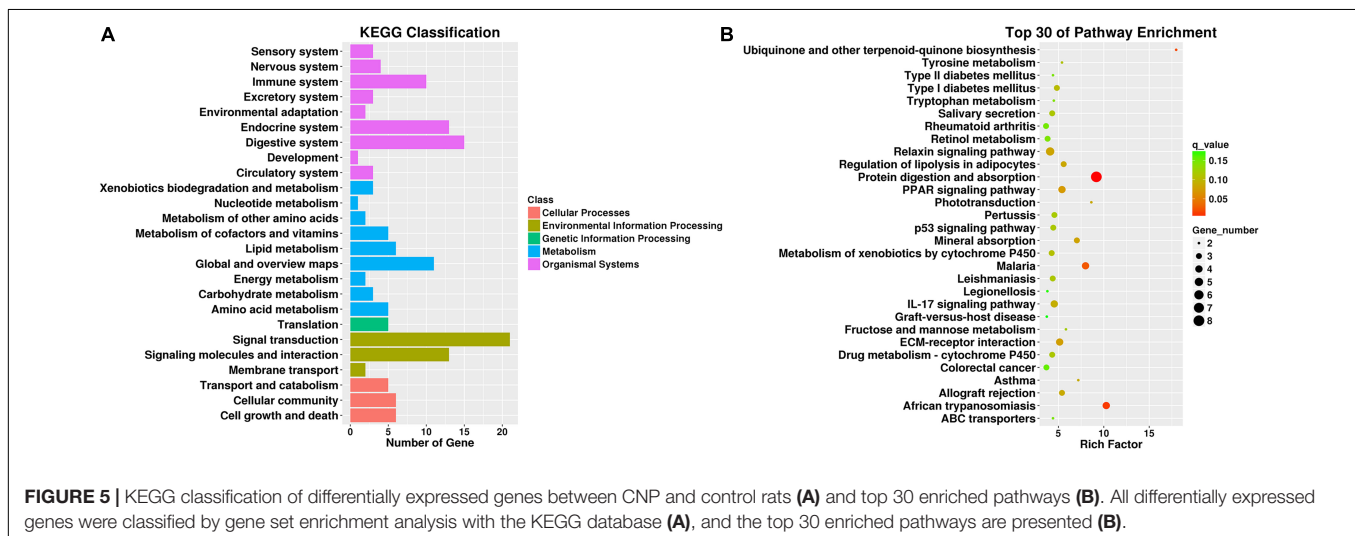 A
KEGG Classification
Sensory system
Nervous system
Immune system
Excretory system
Environmental adaptation
Endocrine system
Digestive system
Development
Circulatory system
Xenobiotics biodegradation and metabolism
Nucleotide metabolism
Metabolism of other amino acids
Metabolism of cofactors and vitamins
Lipid metabolism
Global and overview maps
Energy metabolism
Carbohydrate metabolism
Amino acid metabolism
Translation
Signal transduction
Signaling molecules and interaction
Membrane transport
Transport and catabolism
Cellular community
Cell growth and death
0 5 10 15 20
Number of Gene
Class
Cellular Processes
Environmental Information Processing
Genetic Information Processing
Metabolism
Organismal Systems
B
Top 30 of Pathway Enrichment
Ubiquinone and other terpenoid-quinone biosynthesis
Tyrosine metabolism
Type II diabetes mellitus
Type I diabetes mellitus
Tryptophan metabolism
Salivary secretion
Rheumatoid arthritis
Retinol metabolism
Relaxin signaling pathway
Regulation of lipolysis in adipocytes
Protein digestion and absorption
PPAR signaling pathway
Phototransduction
Pertussis
p53 signaling pathway
Mineral absorption
Metabolism of xenobiotics by cytochrome P450
Malaria
Leishmaniasis
Legionellosis
IL-17 signaling pathway
Graft-versus-host disease
Fructose and mannose metabolism
ECM-receptor interaction
Drug metabolism - cytochrome P450
Colorectal cancer
Asthma
Allograft rejection
African trypanosomiasis
ABC transporters
5 10 15
Rich Factor
q_value
0.15
0.10
0.05
Gene_number
2
3
4
5
6
7
8
FIGURE 5 | KEGG classification of differentially expressed genes between CNP and control rats (A) and top 30 enriched pathways (B). All differentially expressed
genes were classified by gene set enrichment analysis with the KEGG database (A), and the top 30 enriched pathways are presented (B).